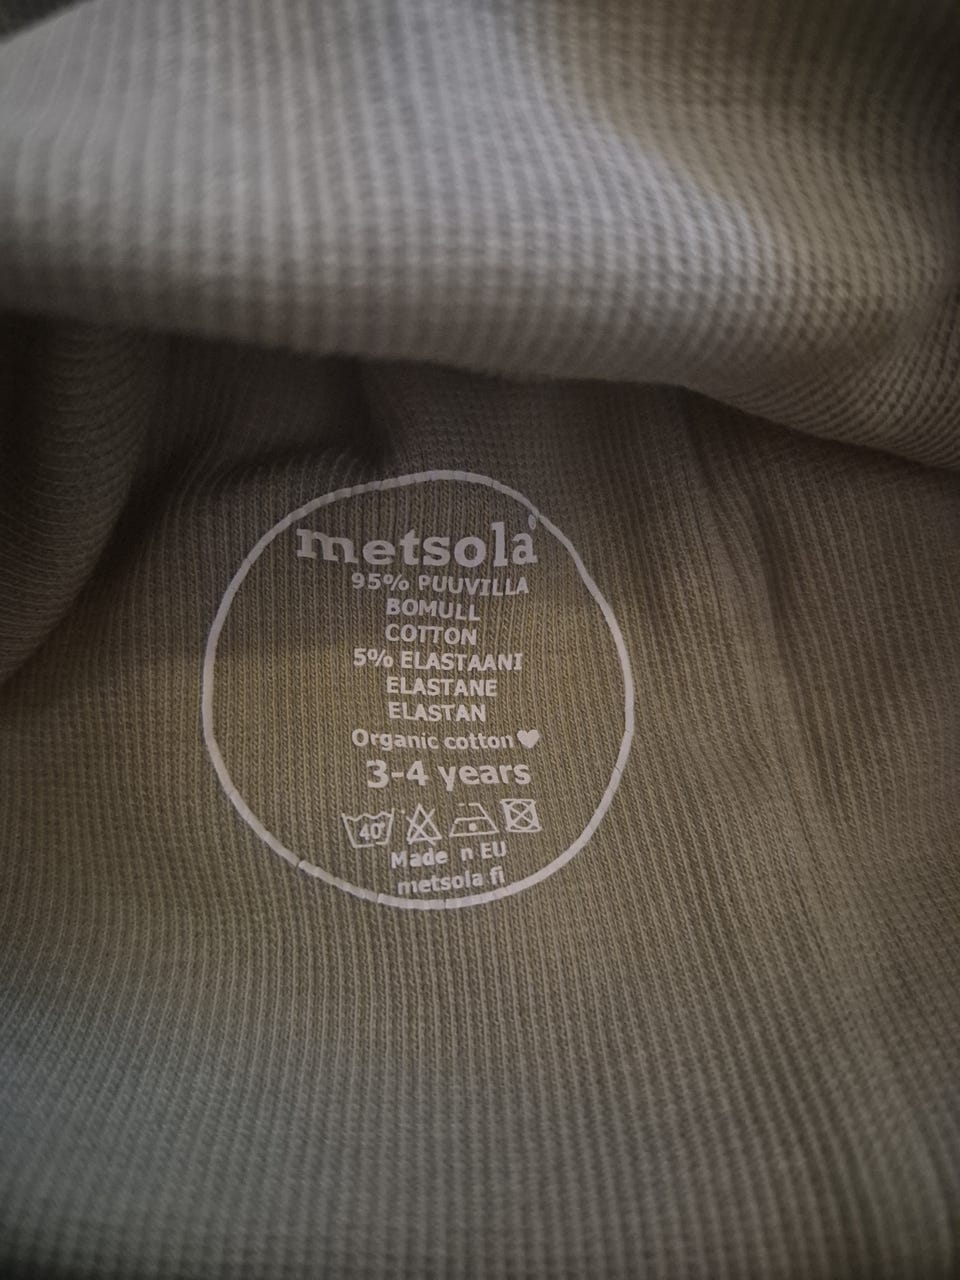 metsola®
95% PUUVILLA
BOMULL
COTTON
5% ELASTAANI
ELASTANE
ELASTAN
Organic cotton♥
3-4 years
40°
Made n EU
metsola fi